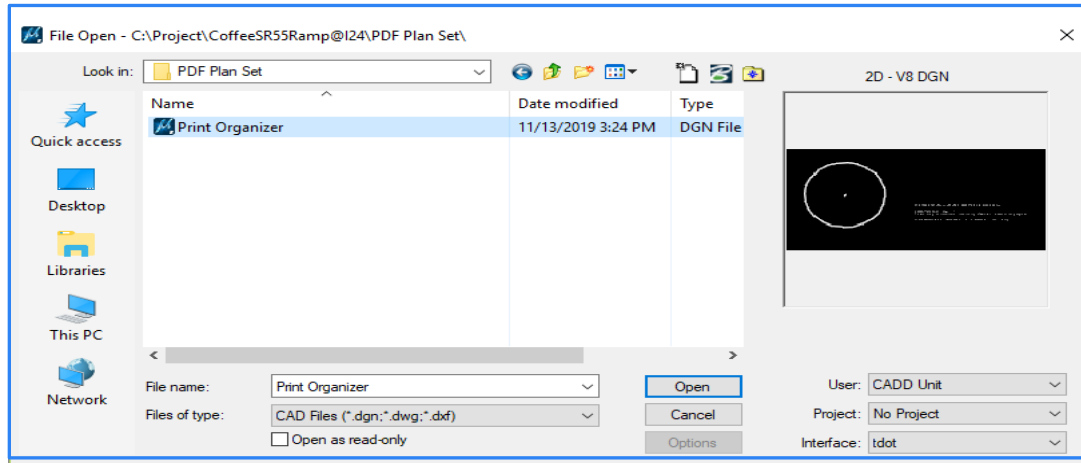 File Open - C:\Project\CoffeeSR55Ramp@I24\PDF Plan Set\
Look in: PDF Plan Set
2D - V8 DGN
Name Date modified Type
Print Organizer 11/13/2019 3:24 PM DGN File
Quick access
Desktop
Libraries
This PC
Network
File name: Print Organizer Open
Files of type: CAD Files (*.dgn;*.dwg;*.dxf) Cancel
Open as read-only Options
User: CADD Unit
Project: No Project
Interface: tdot